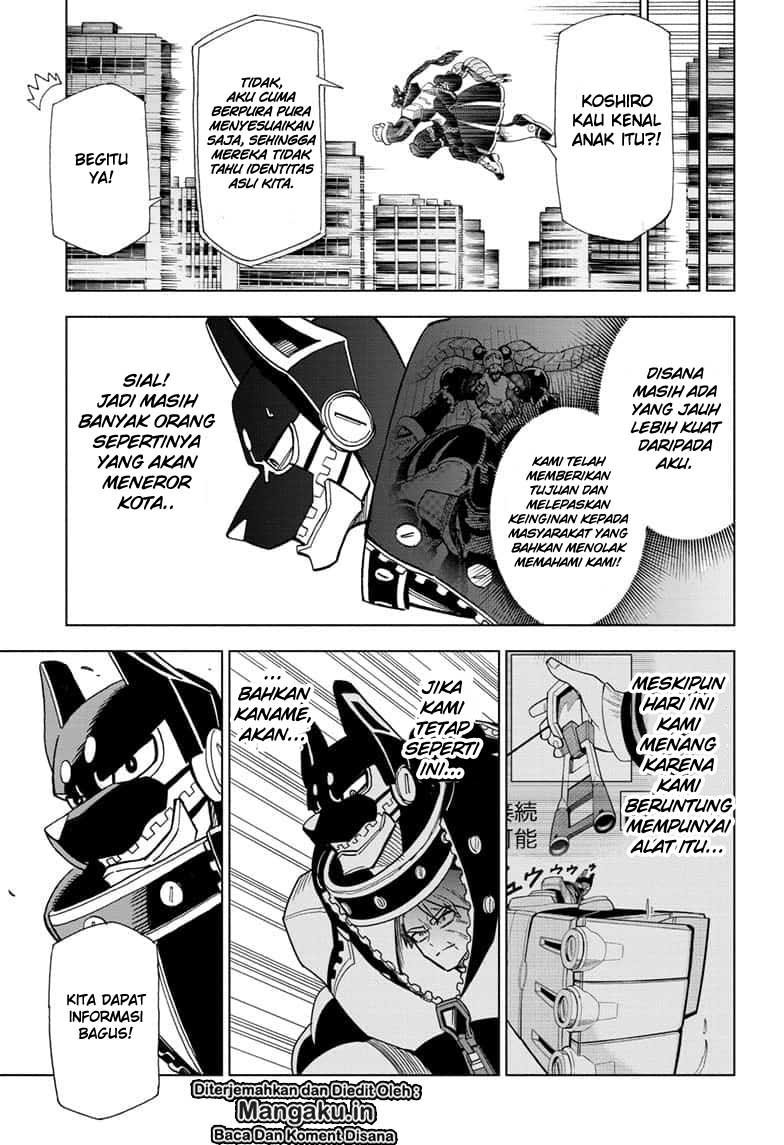 KOSHIRO
KAU KENAL
ANAK ITU?!
TIDAK,
AKU CUMA
BERPURA PURA
MENYESUAIKAN
SAJA, SEHINGGA
MEREKA TIDAK
TAHU IDENTITAS
ASLI KITA.
BEGITU
YA!
DISANA
MASIH ADA
YANG JAUH
LEBIH KUAT
DARIPADA
AKU.
KAMI TELAH
MEMBERIKAN
TUJUAN DAN
MELEPASKAN
KEINGINAN KEPADA
MASYARAKAT YANG
BAHKAN MENOLAK
MEMAHAMI KAMI!
SIAL!
JADI MASIH
BANYAK ORANG
SEPERTINYA
YANG AKAN
MENEROR
KOTA..
MESKIPUN
HARI INI
KAMI
MENANG
KARENA
KAMI
BERUNTUNG
MEMPUNYAI
ALAT ITU...
接続
可能
JIKA
KAMI
TETAP
SEPERTI
INI...
...
BAHKAN
KANAME,
AKAN...
KITA DAPAT
INFORMASI
BAGUS!
Diterjemahkan dan Diedit Oleh:
Mangaku.in
Baca Dan Koment Disana